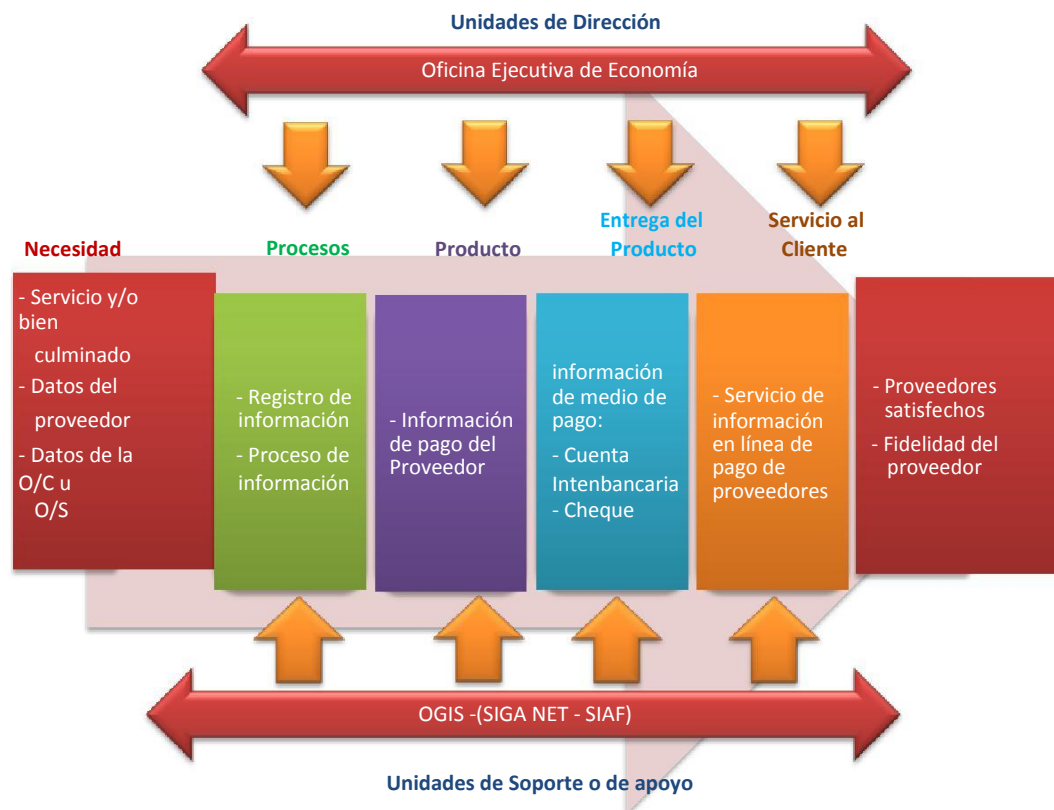 Unidades de Dirección
Oficina Ejecutiva de Economía
Necesidad
Procesos
Producto
Entrega del
Producto
Servicio al
Cliente
- Servicio y/o
bien
culminado
- Datos del
proveedor
- Datos de la
O/C u
O/S
- Registro de
información
- Proceso de
información
- Información
de pago del
Proveedor
información
de medio de
pago:
- Cuenta
Intenbancaria
- Cheque
- Servicio de
información
en línea de
pago de
proveedores
- Proveedores
satisfechos
- Fidelidad del
proveedor
OGIS -(SIGA NET - SIAF)
Unidades de Soporte o de apoyo